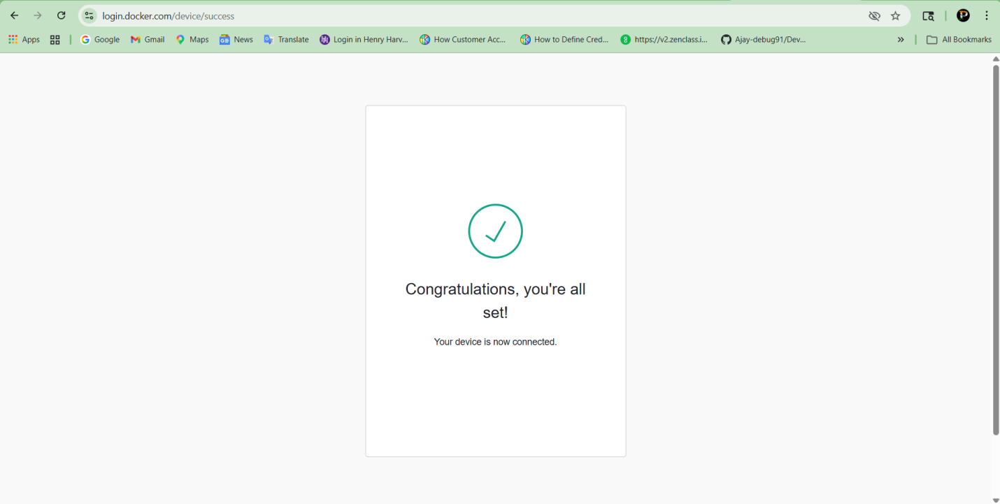 login.docker.com/device/success
Apps Google Gmail Maps News Translate Login in Henry Harv... How Customer Acc... How to Define Cred... https://v2.zenclass.i... Ajay-debug91/Dev... » All Bookmarks
Congratulations, you're all
set!
Your device is now connected.